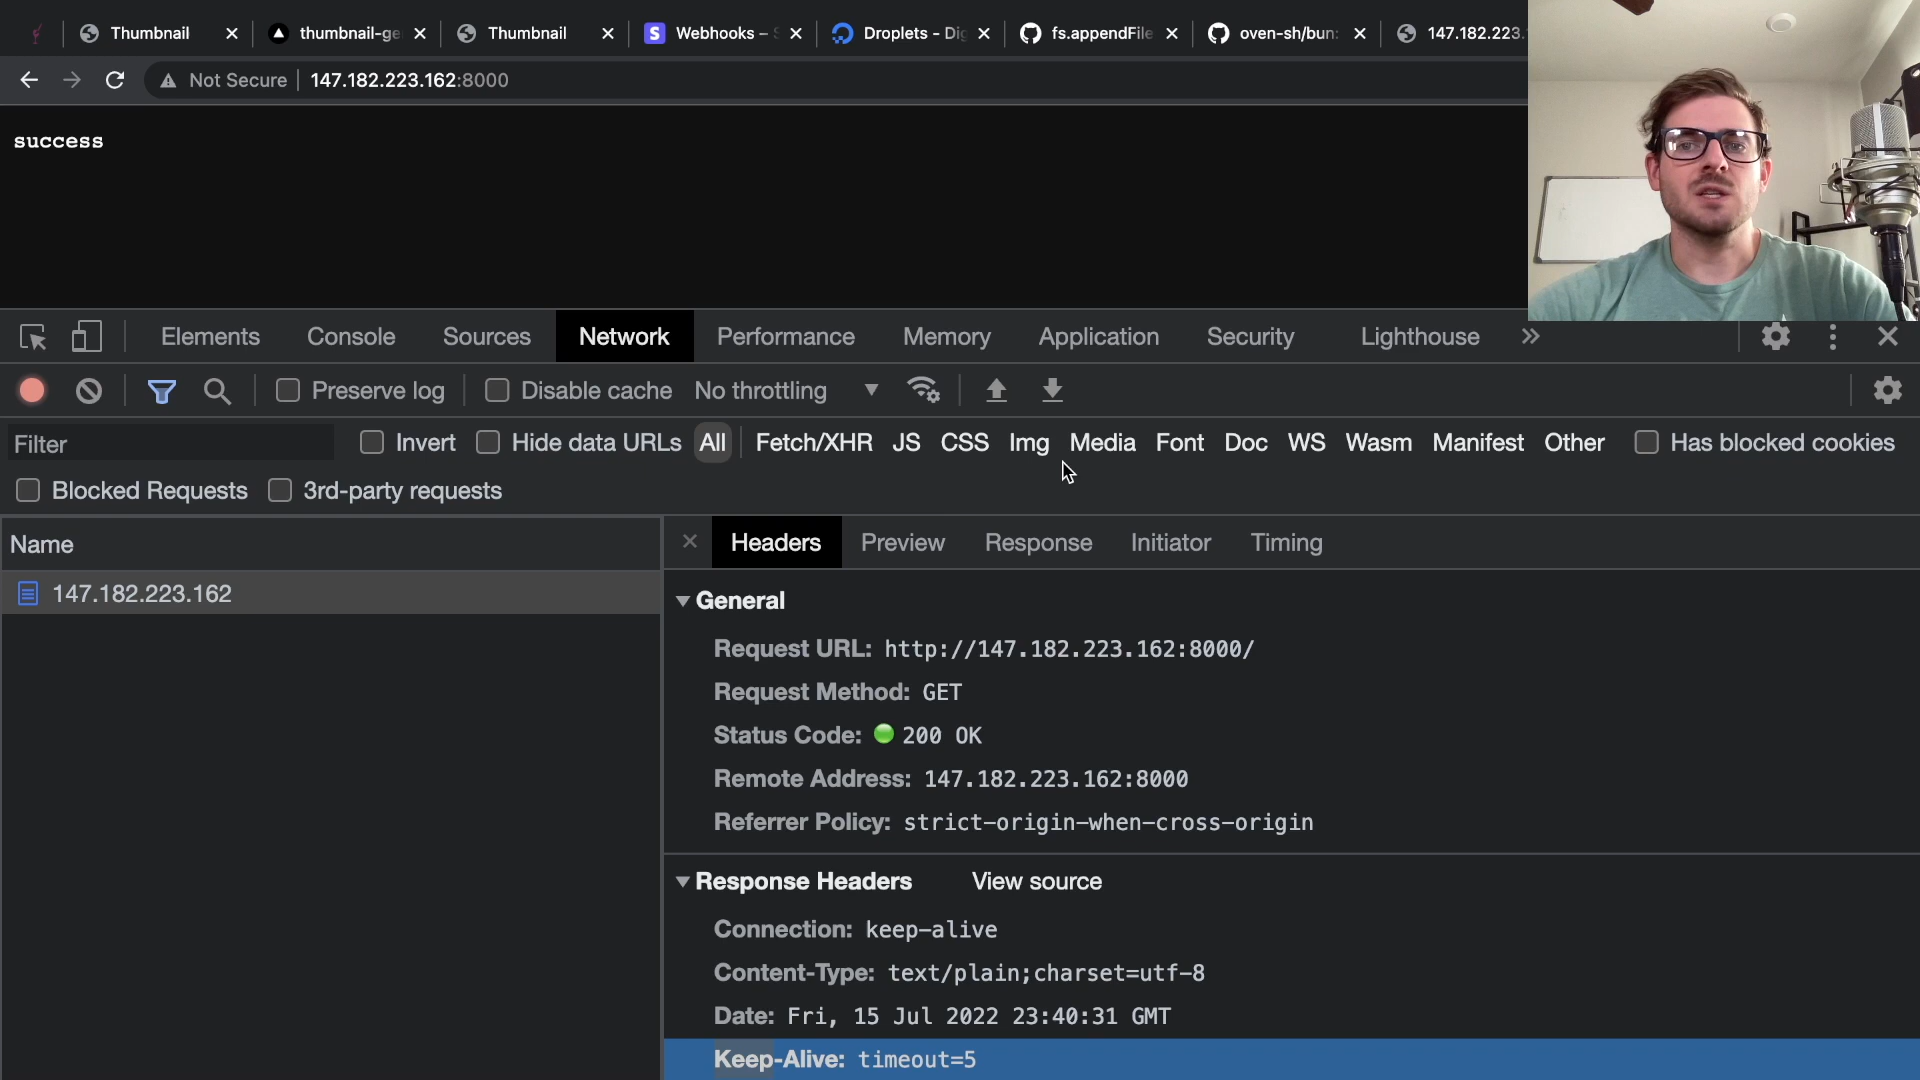 Thumbnail
thumbnail-ge
Thumbnail
Webhooks – S
Droplets - Dig
fs.appendFile
oven-sh/bun:
147.182.223.
Not Secure 147.182.223.162:8000
success
Elements Console Sources Network Performance Memory Application Security Lighthouse »
Preserve log Disable cache No throttling
Filter Invert Hide data URLs All Fetch/XHR JS CSS Img Media Font Doc WS Wasm Manifest Other Has blocked cookies
Blocked Requests 3rd-party requests
Name
147.182.223.162
Headers Preview Response Initiator Timing
General
Request URL: http://147.182.223.162:8000/
Request Method: GET
Status Code: 200 OK
Remote Address: 147.182.223.162:8000
Referrer Policy: strict-origin-when-cross-origin
Response Headers View source
Connection: keep-alive
Content-Type: text/plain;charset=utf-8
Date: Fri, 15 Jul 2022 23:40:31 GMT
Keep-Alive: timeout=5